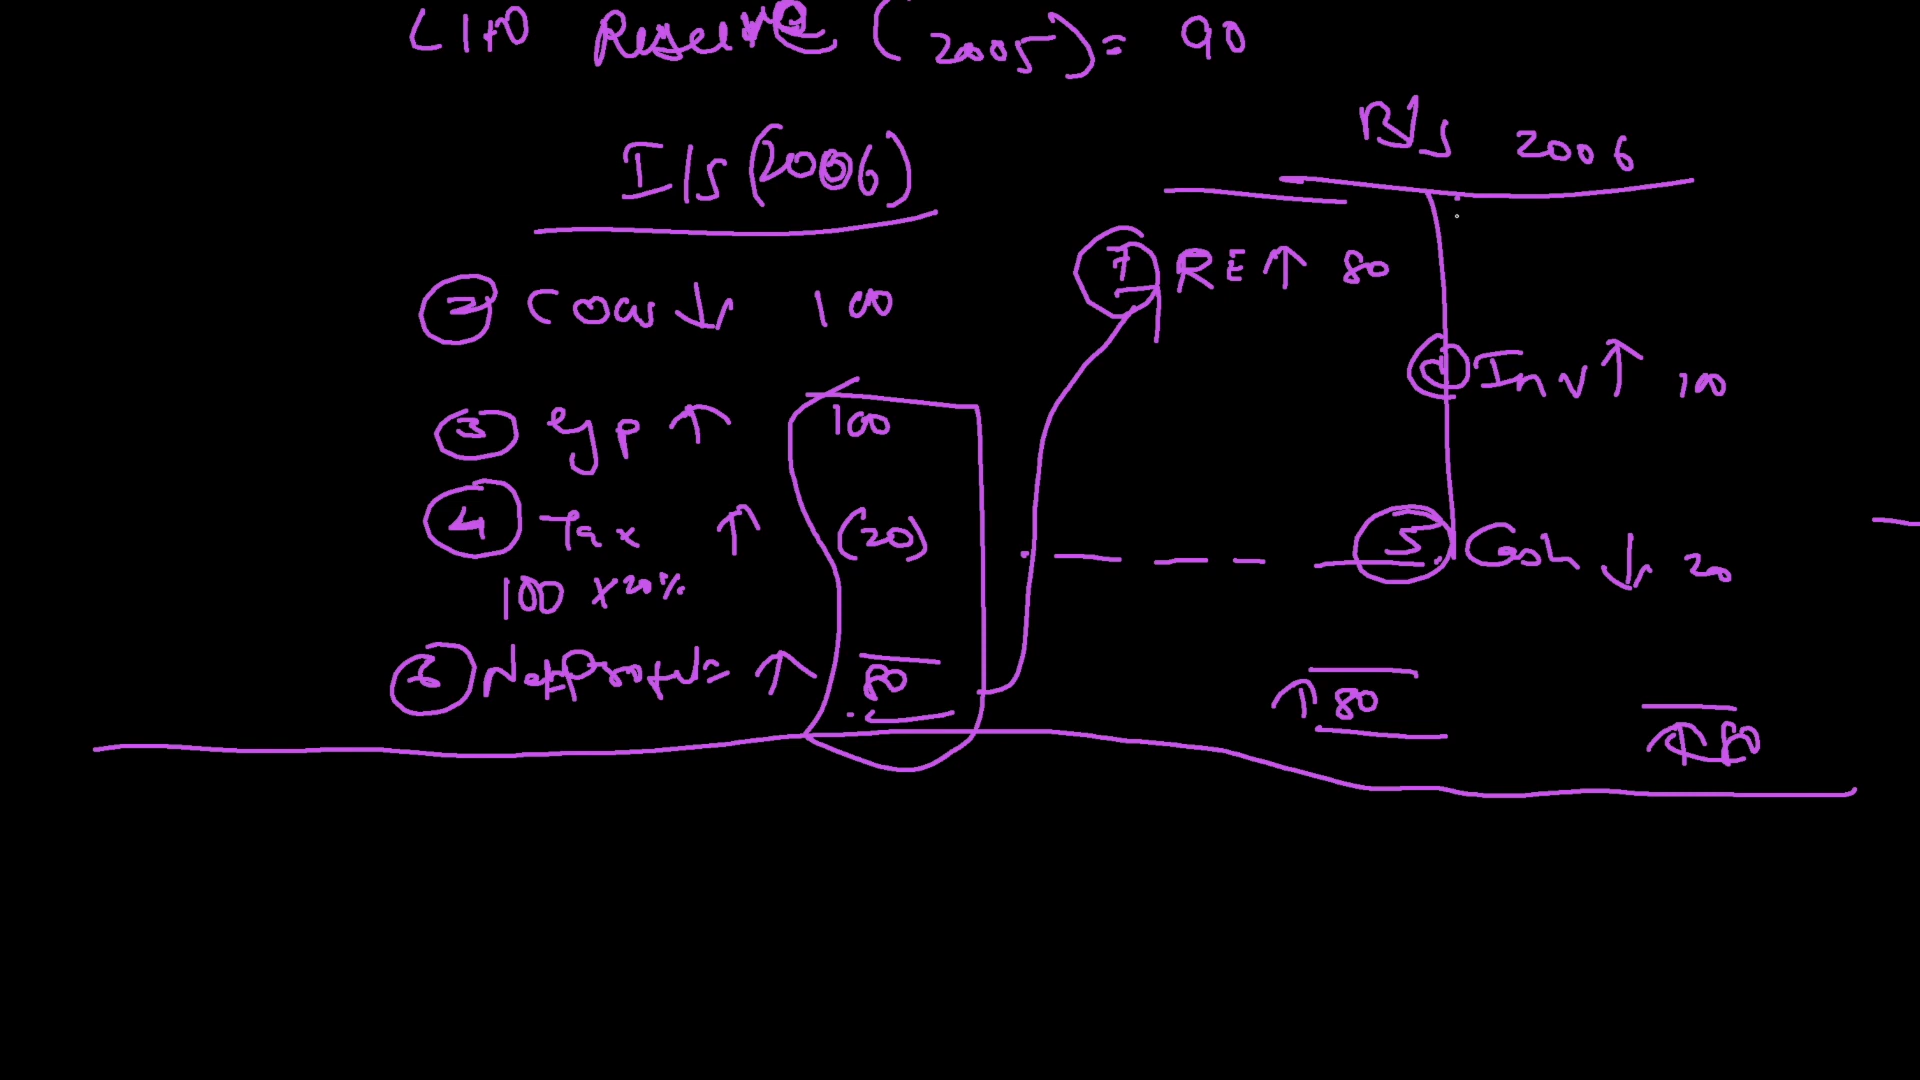 LIFO Reserve (2005) = 90
I/S (2006)
B/S 2006
7 RE ↑ 80
2 COGS ↓ 100
1 Inv ↑ 100
3 GP ↑ 100
4 Tax ↑ (20)
5 Cash ↓ 20
100 x 20%
6 Net Profit = ↑ 80
↑ 80
↑ 80